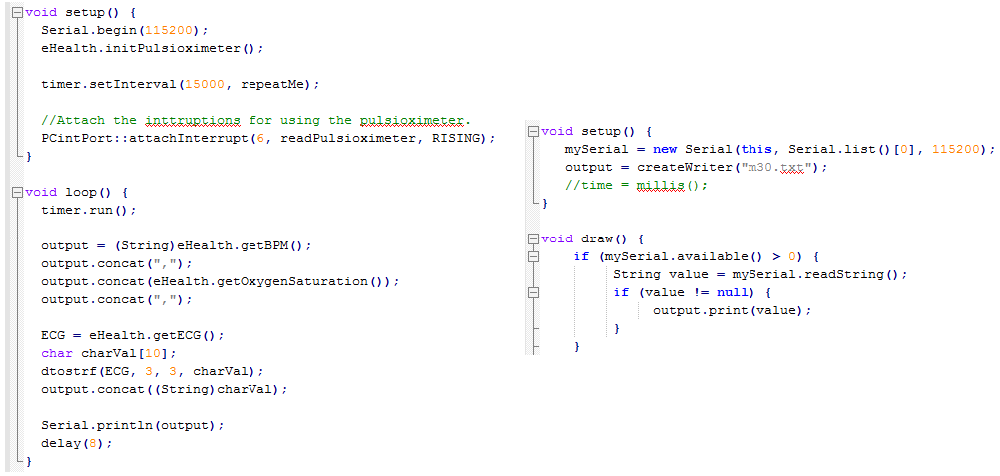 void setup() {
Serial.begin(115200);
eHealth.initPulsioximeter();
timer.setInterval(15000, repeatMe);
//Attach the inttruptions for using the pulsioximeter.
PCintPort::attachInterrupt(6, readPulsioximeter, RISING);
}
void loop() {
timer.run();
output = (String)eHealth.getBPM();
output.concat(",");
output.concat(eHealth.getOxygenSaturation());
output.concat(",");
ECG = eHealth.getECG();
char charVal[10];
dtostrf(ECG, 3, 3, charVal);
output.concat((String)charVal);
Serial.println(output);
delay(8);
}
void setup() {
mySerial = new Serial(this, Serial.list()[0], 115200);
output = createWriter("m30.txt");
//time = millis();
}
void draw() {
if (mySerial.available() > 0) {
String value = mySerial.readString();
if (value != null) {
output.print(value);
}
}